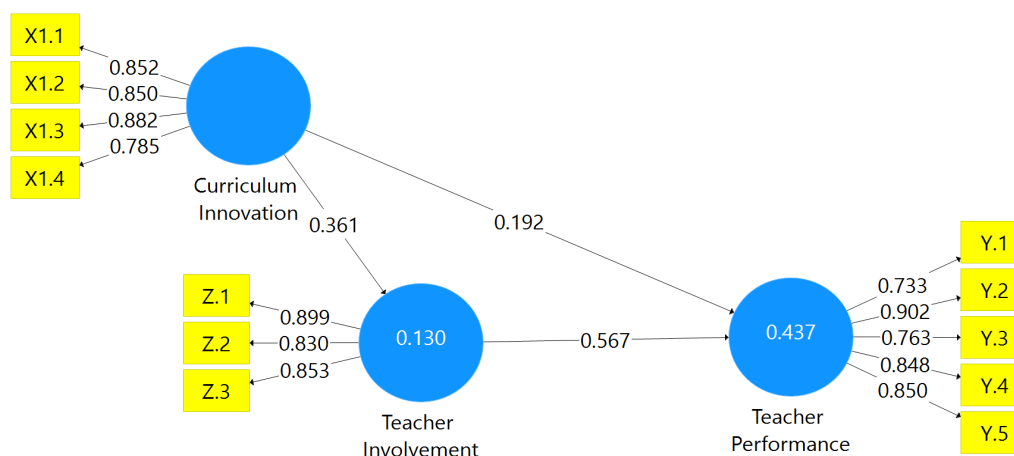 X1.1
0.852
X1.2
0.850
X1.3
0.882
X1.4
0.785
Curriculum
Innovation
0.361
0.192
Z.1
0.899
Z.2
0.830
Z.3
0.853
0.130
Teacher
Involvement
0.567
0.437
Teacher
Performance
Y.1
0.733
Y.2
0.902
Y.3
0.763
Y.4
0.848
Y.5
0.850